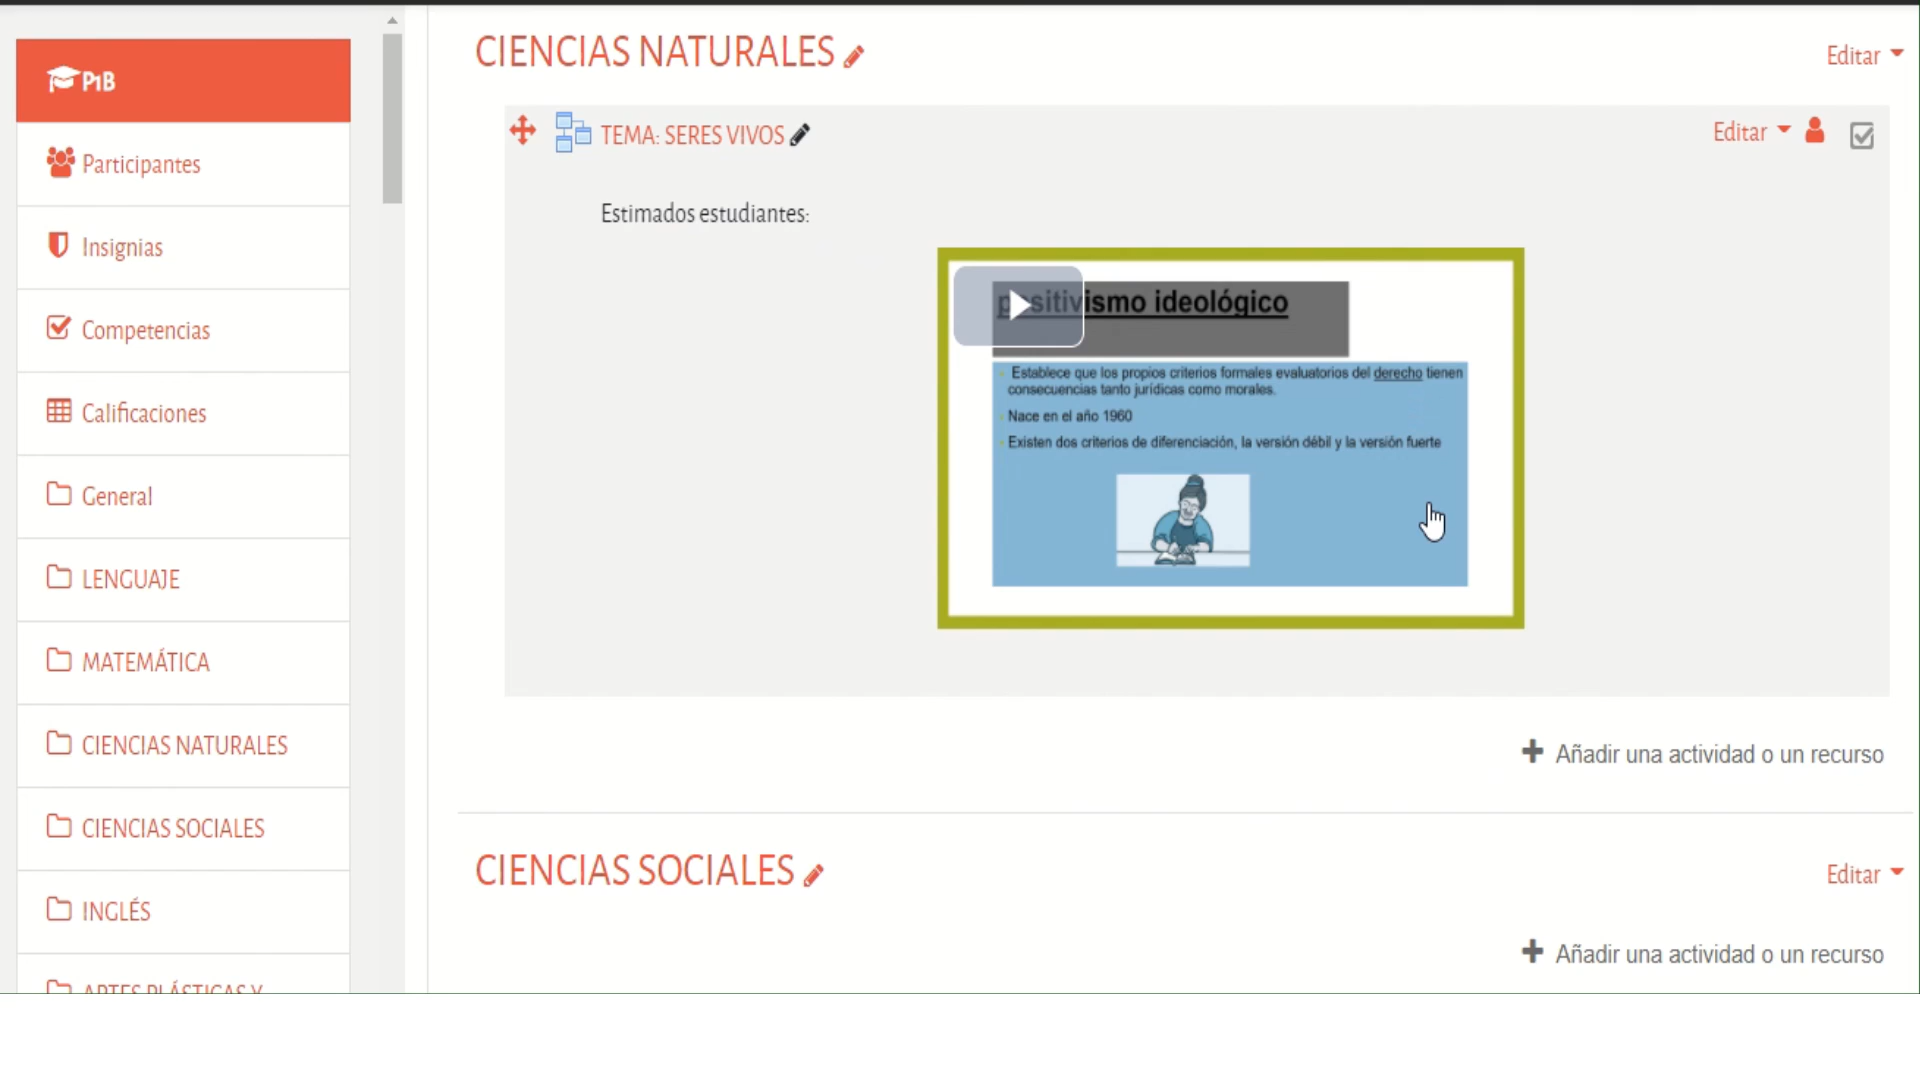 P1B
Participantes
Insignias
Competencias
Calificaciones
General
LENGUAJE
MATEMÁTICA
CIENCIAS NATURALES
CIENCIAS SOCIALES
INGLÉS
ARTES PLÁSTICAS Y
CIENCIAS NATURALES
Editar
TEMA: SERES VIVOS
Editar
Estimados estudiantes:
positivismo ideológico
Establece que los propios criterios formales evaluatorios del derecho tienen
consecuencias tanto jurídicas como morales.
Nace en el año 1960
Existen dos criterios de diferenciación, la versión débil y la versión fuerte
Añadir una actividad o un recurso
CIENCIAS SOCIALES
Editar
Añadir una actividad o un recurso